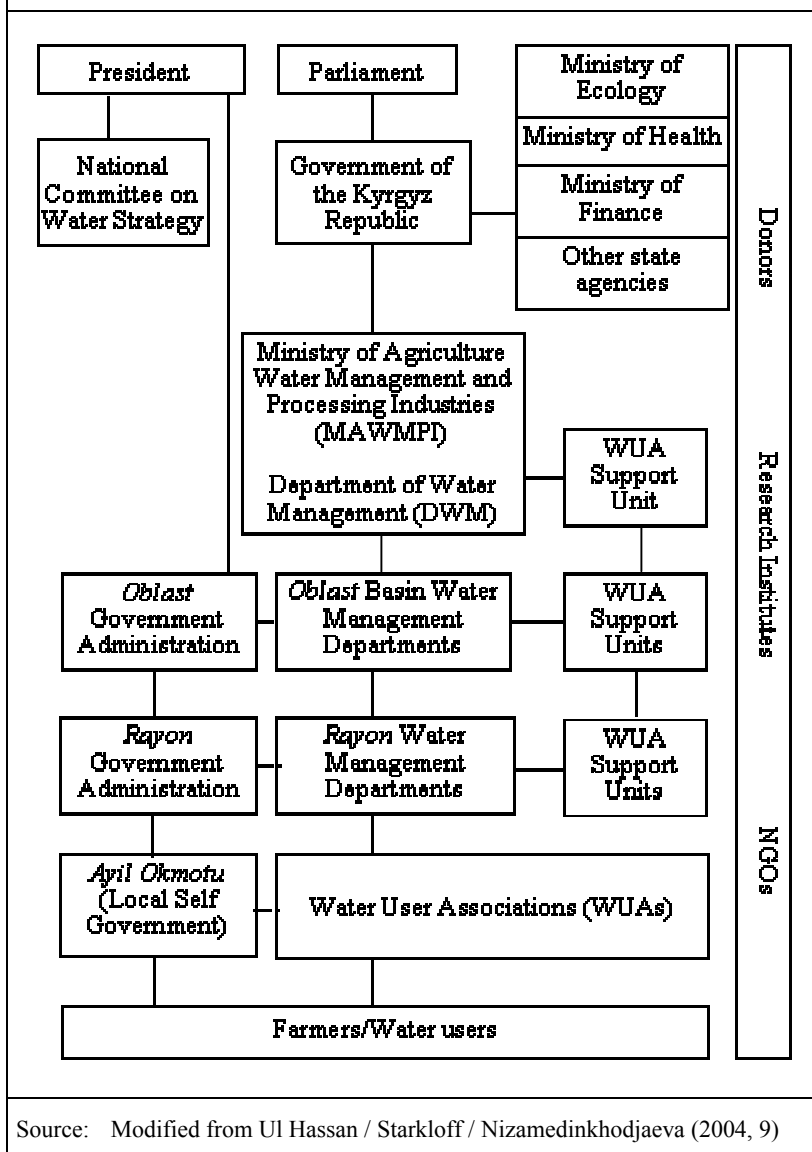 President
Parliament
Ministry of
Ecology
Ministry of Health
Ministry of
Finance
Other state
agencies
National
Committee on
Water Strategy
Government of
the Kyrgyz
Republic
Ministry of Agriculture
Water Management and
Processing Industries
(MAWMPI)
Department of Water
Management (DWM)
WUA
Support
Unit
Oblast
Government
Administration
Oblast Basin Water
Management
Departments
WUA
Support
Units
Rayon
Government
Administration
Rayon Water
Management
Departments
WUA
Support
Units
Ayil Okmotu
(Local Self
Government)
Water User Associations (WUAs)
Farmers/Water users
Donors
Research Institutes
NGOs
Source: Modified from Ul Hassan / Starkloff / Nizamedinkhodjaeva (2004, 9)